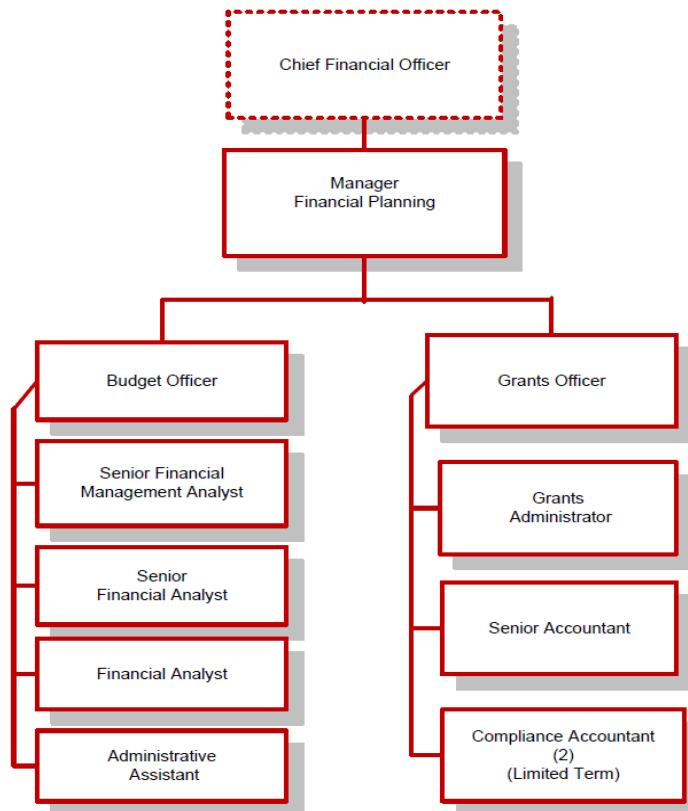 Chief Financial Officer
Manager
Financial Planning
Budget Officer
Senior Financial
Management Analyst
Senior
Financial Analyst
Financial Analyst
Administrative
Assistant
Grants Officer
Grants
Administrator
Senior Accountant
Compliance Accountant
(2)
(Limited Term)